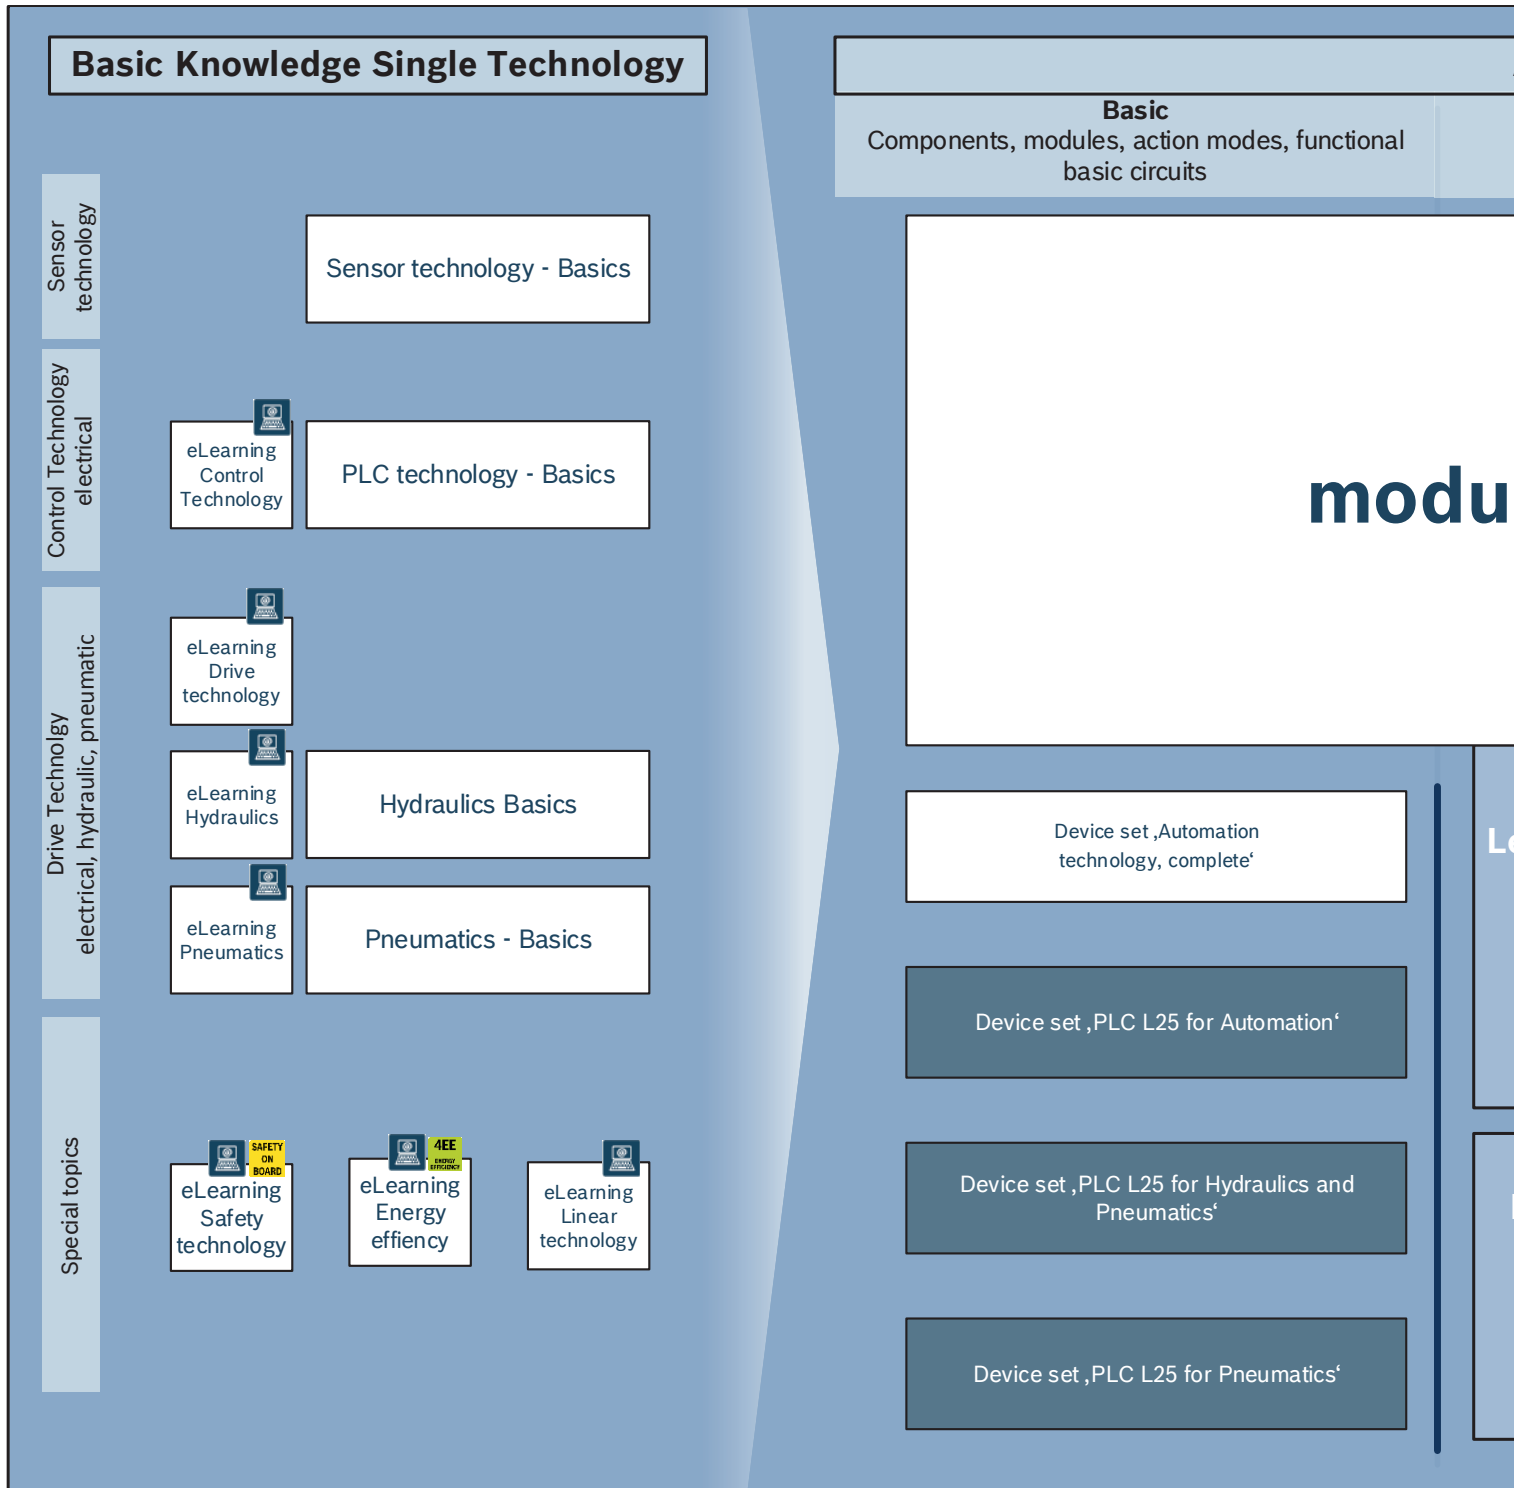 Basic Knowledge Single Technology
Basic
Components, modules, action modes, functional
basic circuits
Sensor
technology
Sensor technology - Basics
Control Technology
electrical
eLearning
Control
Technology
PLC technology - Basics
modu
Drive Technolgy
electrical, hydraulic, pneumatic
eLearning
Drive
technology
eLearning
Hydraulics
Hydraulics Basics
eLearning
Pneumatics
Pneumatics - Basics
Device set ‚Automation
technology, complete‘
Device set ‚PLC L25 for Automation‘
Device set ‚PLC L25 for Hydraulics and
Pneumatics‘
Device set ‚PLC L25 for Pneumatics‘
Special topics
SAFETY
ON
BOARD
eLearning
Safety
technology
4EE
ENERGY
EFFICIENCY
eLearning
Energy
effiency
eLearning
Linear
technology